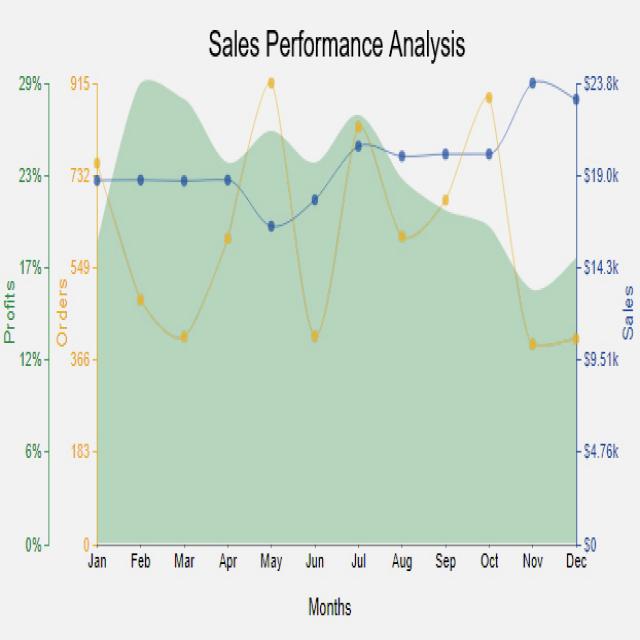 Sales Performance Analysis
29%
23%
17%
12%
6%
0%
Profits
915
732
549
366
183
0
Orders
$23.8k
$19.0k
$14.3k
$9.51k
$4.76k
$0
Sales
Jan Feb Mar Apr May Jun Jul Aug Sep Oct Nov Dec
Months